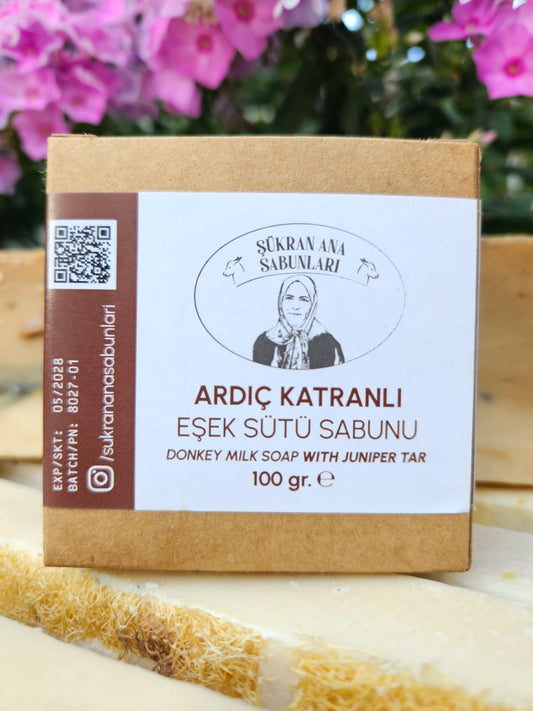 ŞÜKRAN ANA
SABUNLARI
ARDIÇ KATRANLI
EŞEK SÜTÜ SABUNU
DONKEY MILK SOAP WITH JUNIPER TAR
100 gr. ℮
EXP/SKT: 05/2028
BATCH/PN: 8027-01
/sukrananasabunlari